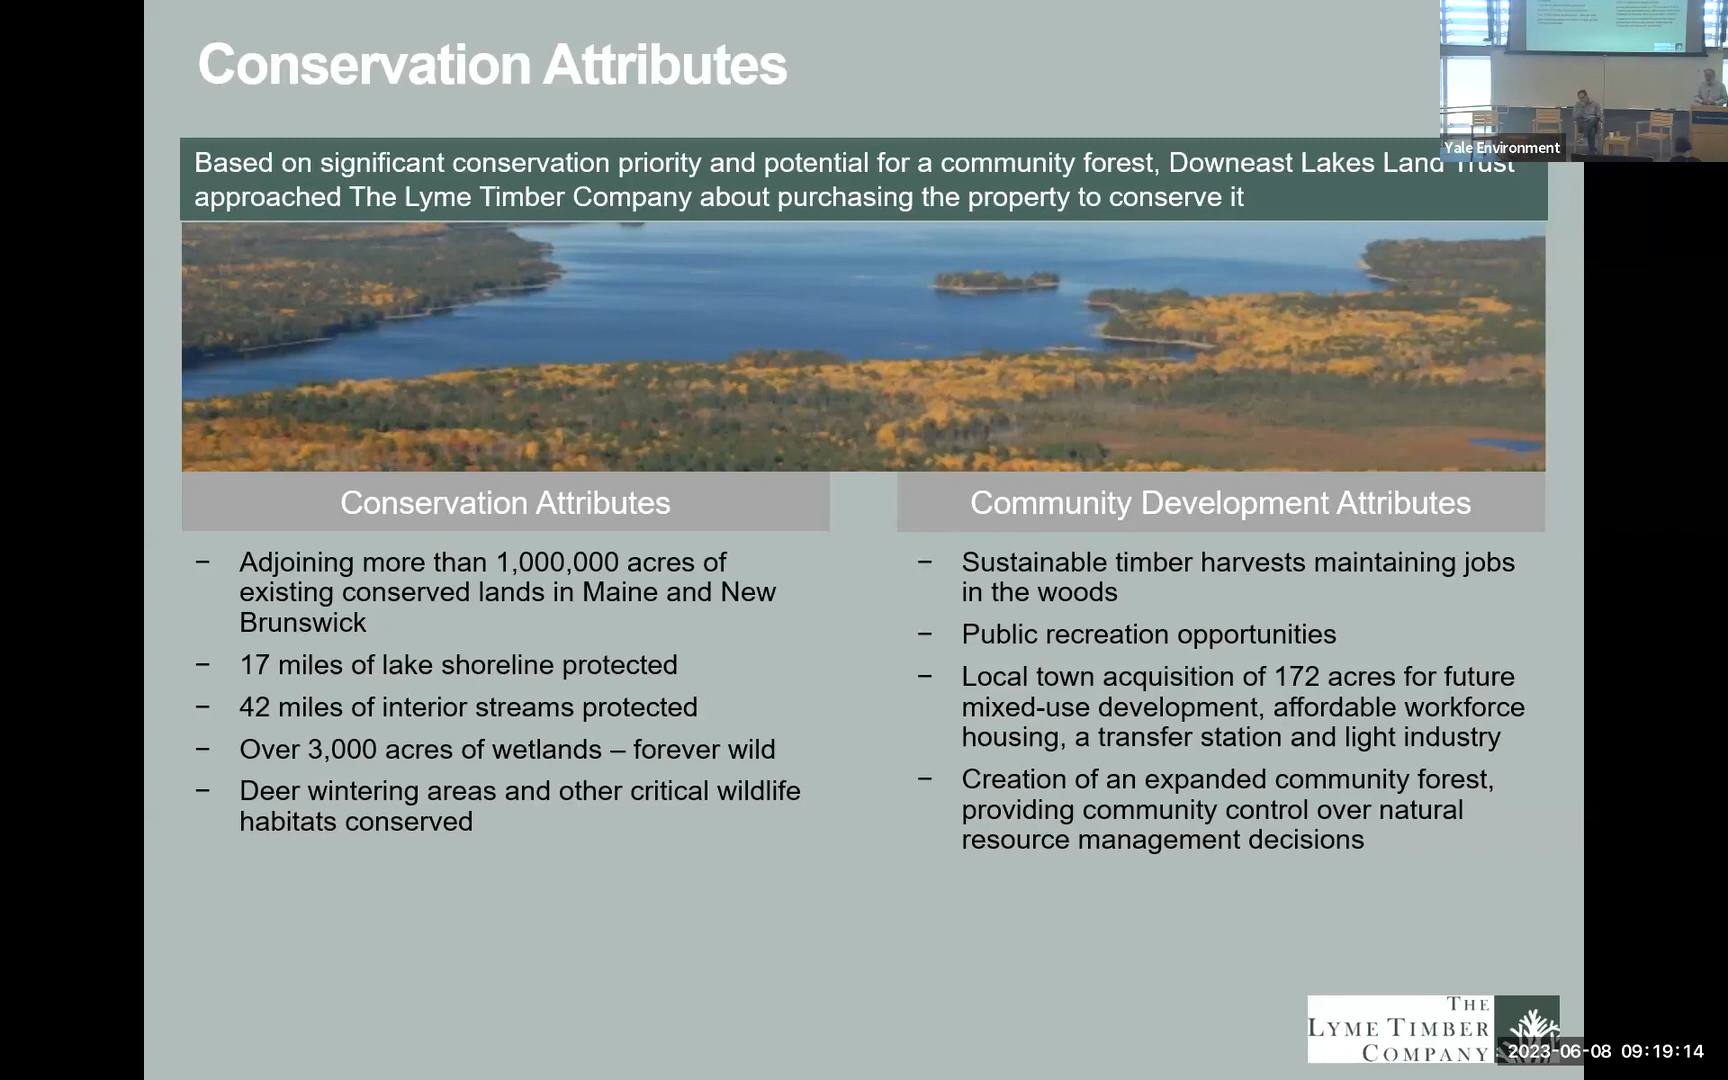 Conservation Attributes
Yale Environment
Based on significant conservation priority and potential for a community forest, Downeast Lakes Land Trust
approached The Lyme Timber Company about purchasing the property to conserve it
Conservation Attributes
− Adjoining more than 1,000,000 acres of
existing conserved lands in Maine and New
Brunswick
− 17 miles of lake shoreline protected
− 42 miles of interior streams protected
− Over 3,000 acres of wetlands – forever wild
− Deer wintering areas and other critical wildlife
habitats conserved
Community Development Attributes
− Sustainable timber harvests maintaining jobs
in the woods
− Public recreation opportunities
− Local town acquisition of 172 acres for future
mixed-use development, affordable workforce
housing, a transfer station and light industry
− Creation of an expanded community forest,
providing community control over natural
resource management decisions
THE
LYME TIMBER
COMPANY
2023-06-08 09:19:14